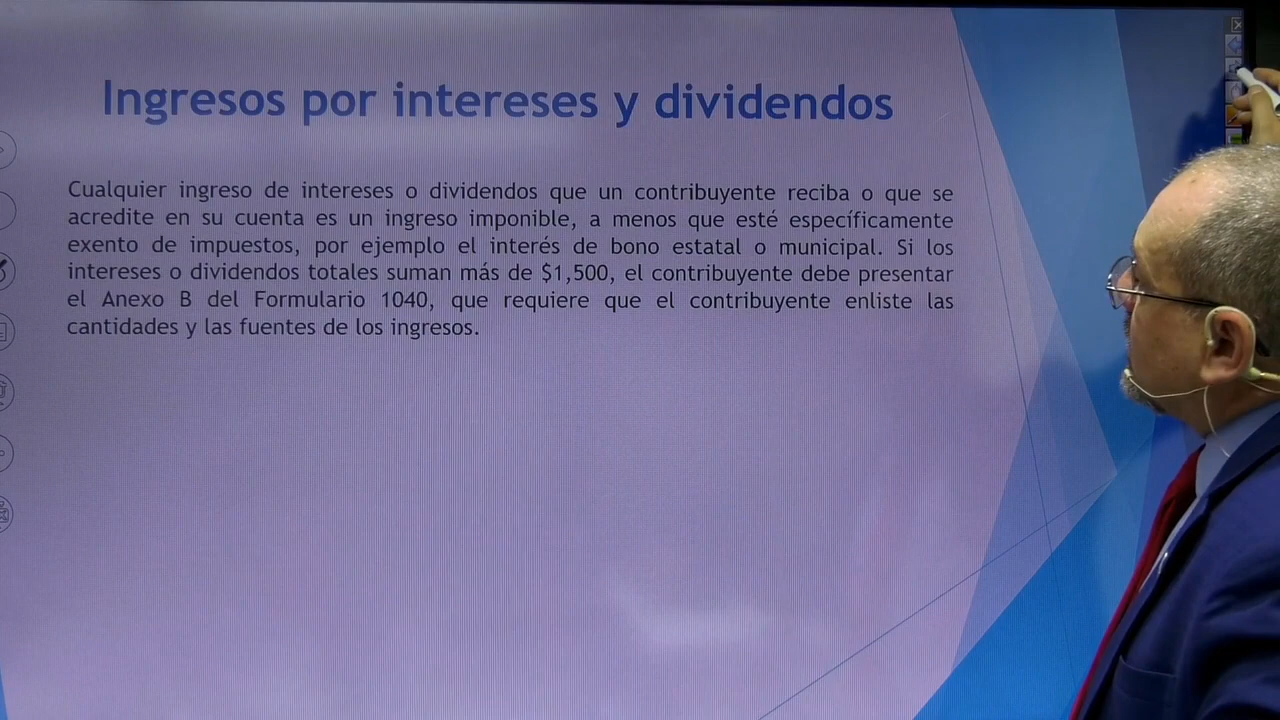 Ingresos por intereses y dividendos
Cualquier ingreso de intereses o dividendos que un contribuyente reciba o que se
acredite en su cuenta es un ingreso imponible, a menos que esté específicamente
exento de impuestos, por ejemplo el interés de bono estatal o municipal. Si los
intereses o dividendos totales suman más de $1,500, el contribuyente debe presentar
el Anexo B del Formulario 1040, que requiere que el contribuyente enliste las
cantidades y las fuentes de los ingresos.